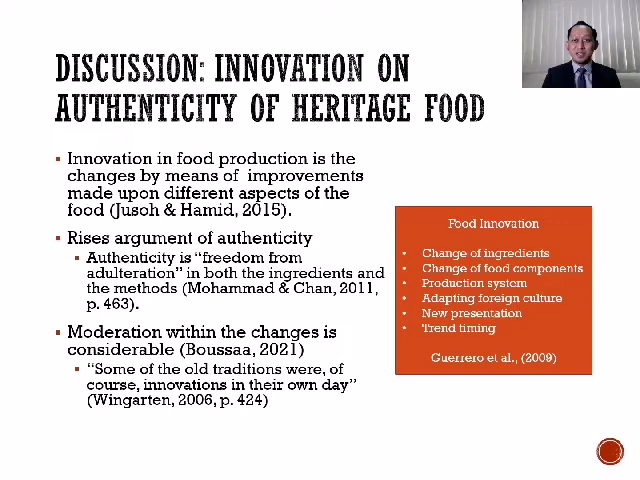 DISCUSSION: INNOVATION ON
AUTHENTICITY OF HERITAGE FOOD
▪ Innovation in food production is the
changes by means of improvements
made upon different aspects of the
food (Jusoh & Hamid, 2015).
▪ Rises argument of authenticity
▪ Authenticity is “freedom from
adulteration” in both the ingredients and
the methods (Mohammad & Chan, 2011,
p. 463).
▪ Moderation within the changes is
considerable (Boussaa, 2021)
▪ “Some of the old traditions were, of
course, innovations in their own day”
(Wingarten, 2006, p. 424)
Food Innovation
• Change of ingredients
• Change of food components
• Production system
• Adapting foreign culture
• New presentation
• Trend timing
Guerrero et al., (2009)